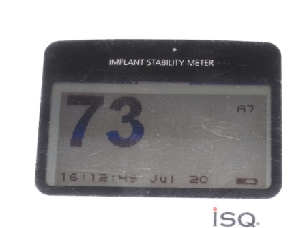 IMPLANT STABILITY METER
73
A7
16:12:49 Jul 20
ISQ.